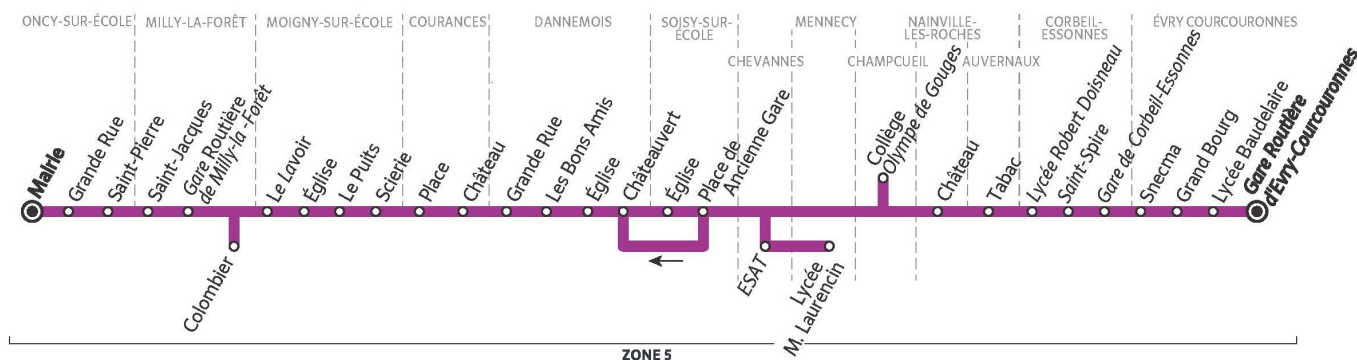 ONCY-SUR-ÉCOLE
MILLY-LA-FORÊT
MOIGNY-SUR-ÉCOLE
COURANCES
DANNEMOIS
SOISY-SUR-
ÉCOLE
CHEVANNES
MENNECY
CHAMPCUEIL
NAINVILLE-
LES-ROCHES
AUVERNAUX
CORBEIL-
ESSONNES
ÉVRY COURCOURONNES
Mairie
Grande Rue
Saint-Pierre
Saint-Jacques
Gare Routière
de Milly-la -Forêt
Colombier
Le Lavoir
Église
Le Puits
Scierie
Place
Château
Grande Rue
Les Bons Amis
Église
Châteauvert
Église
Place de
Ancienne Gare
ESAT
Lycée
M. Laurencin
Collège
Olympe de Gouges
Château
Tabac
Lycée Robert Doisneau
Saint-Spire
Gare de Corbeil-Essonnes
Snecma
Grand Bourg
Lycée Baudelaire
Gare Routière
d'Evry-Courcouronnes
ZONE 5